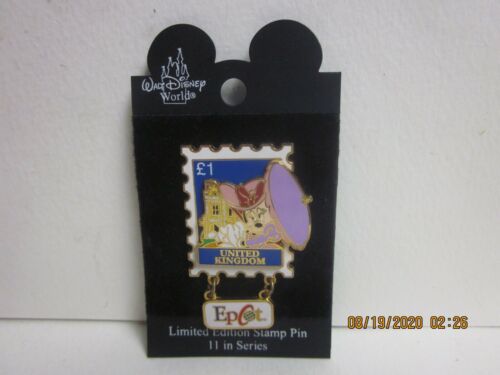 WALT DISNEY
World®
£1
UNITED
KINGDOM
Epcot
Limited Edition Stamp Pin
11 in Series
08/19/2020 02:26